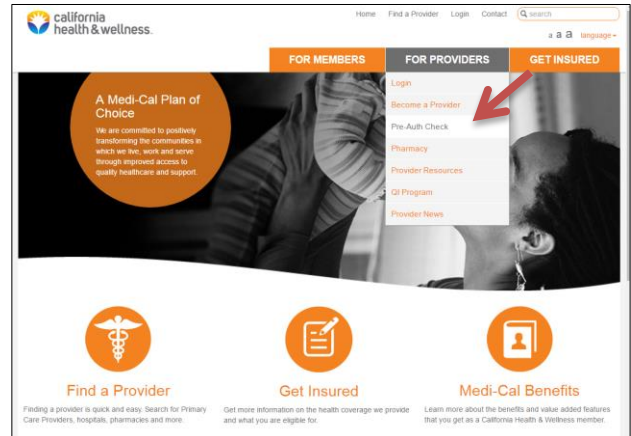 california
health & wellness.
Home Find a Provider Login Contact search
a a a language
FOR MEMBERS FOR PROVIDERS GET INSURED
Login
Become a Provider
Pre-Auth Check
Pharmacy
Provider Resources
QI Program
Provider News
A Medi-Cal Plan of
Choice
We are committed to positively
transforming the communities in
which we live, work and serve
through improved access to
quality healthcare and support.
Find a Provider
Finding a provider is quick and easy. Search for Primary
Care Providers, hospitals, pharmacies and more.
Get Insured
Get more information on the health coverage we provide
and what you are eligible for.
Medi-Cal Benefits
Learn more about the benefits and value added features
that you get as a California Health & Wellness member.